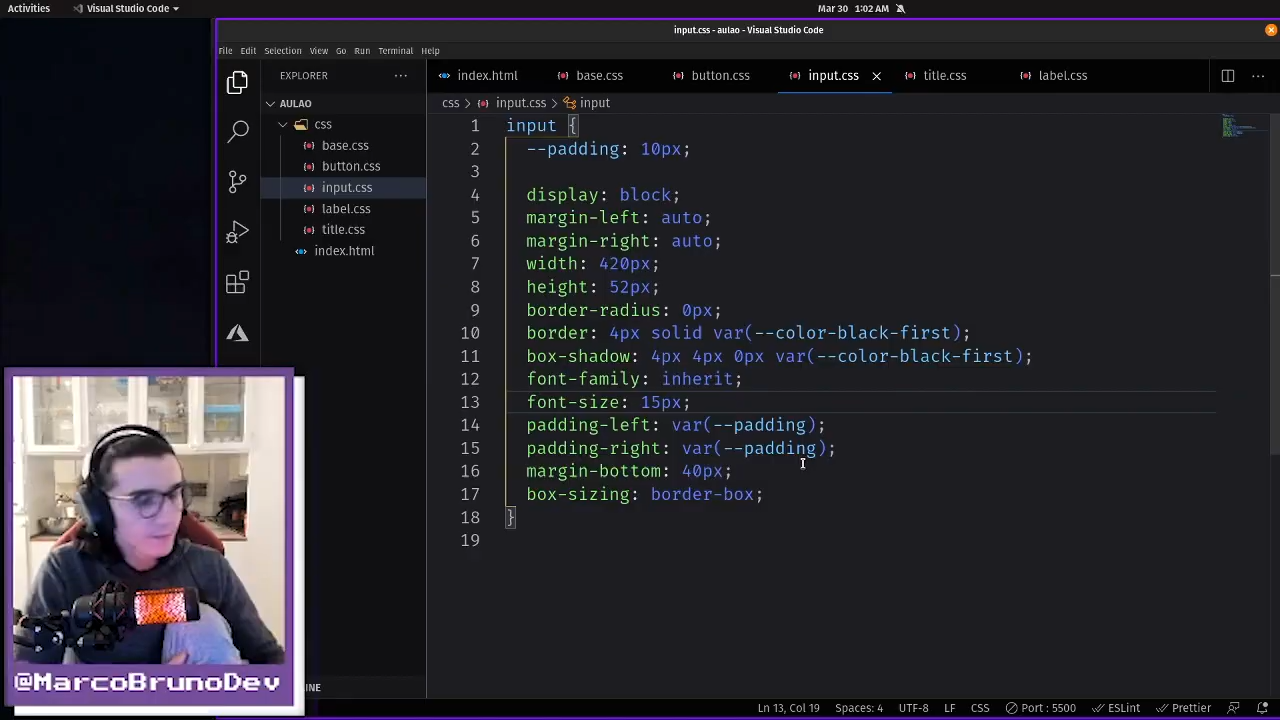 Activities
Visual Studio Code
Mar 30 1:02 AM
input.css - aulao - Visual Studio Code
File Edit Selection View Go Run Terminal Help
EXPLORER
index.html
base.css
button.css
input.css
title.css
label.css
AULAO
css > input.css > input
css
base.css
button.css
input.css
label.css
title.css
index.html
1 input {
2 --padding: 10px;
3
4 display: block;
5 margin-left: auto;
6 margin-right: auto;
7 width: 420px;
8 height: 52px;
9 border-radius: 0px;
10 border: 4px solid var(--color-black-first);
11 box-shadow: 4px 4px 0px var(--color-black-first);
12 font-family: inherit;
13 font-size: 15px;
14 padding-left: var(--padding);
15 padding-right: var(--padding);
16 margin-bottom: 40px;
17 box-sizing: border-box;
18 }
19
@MarcoBrunoDev
INE
Ln 13, Col 19 Spaces: 4 UTF-8 LF CSS Port : 5500 ESLint Prettier